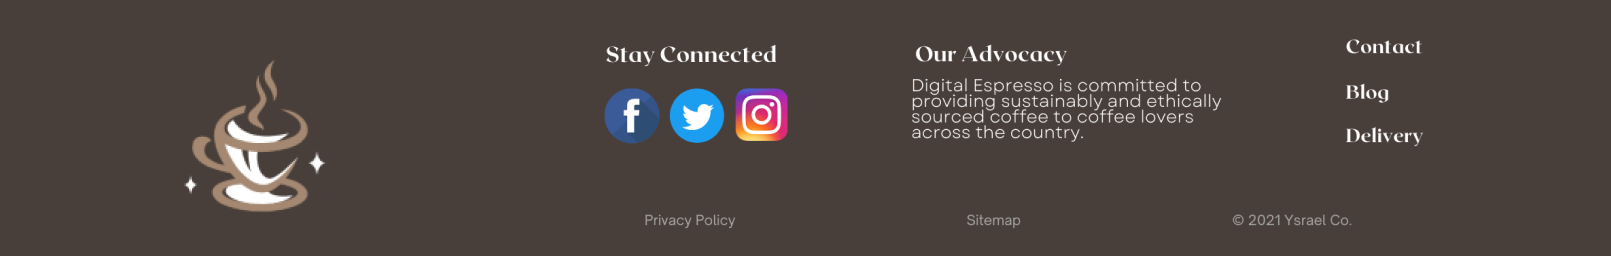 Stay Connected
Our Advocacy
Digital Espresso is committed to
providing sustainably and ethically
sourced coffee to coffee lovers
across the country.
Contact
Blog
Delivery
Privacy Policy
Sitemap
© 2021 Ysrael Co.